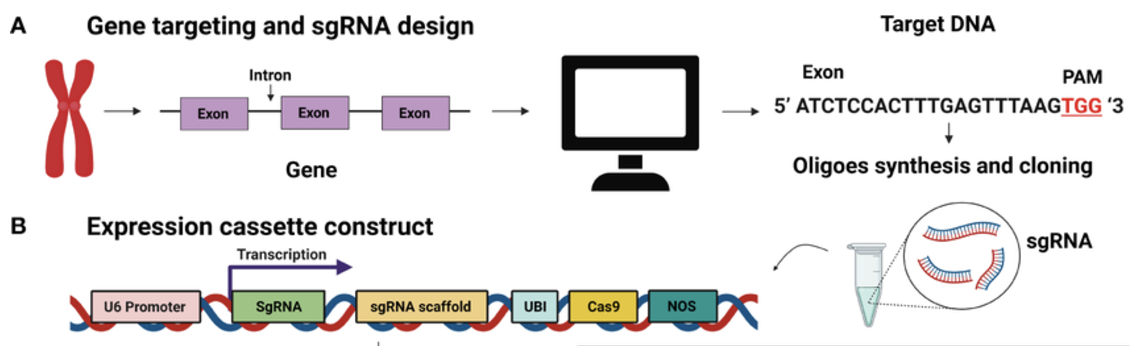 A
Gene targeting and sgRNA design
Target DNA
Intron
Exon
Exon
Exon
Gene
Exon
PAM
5’ ATCTCCACTTTGAGTTTAAGTGG ‘3
Oligoes synthesis and cloning
B
Expression cassette construct
Transcription
U6 Promoter
SgRNA
sgRNA scaffold
UBI
Cas9
NOS
sgRNA